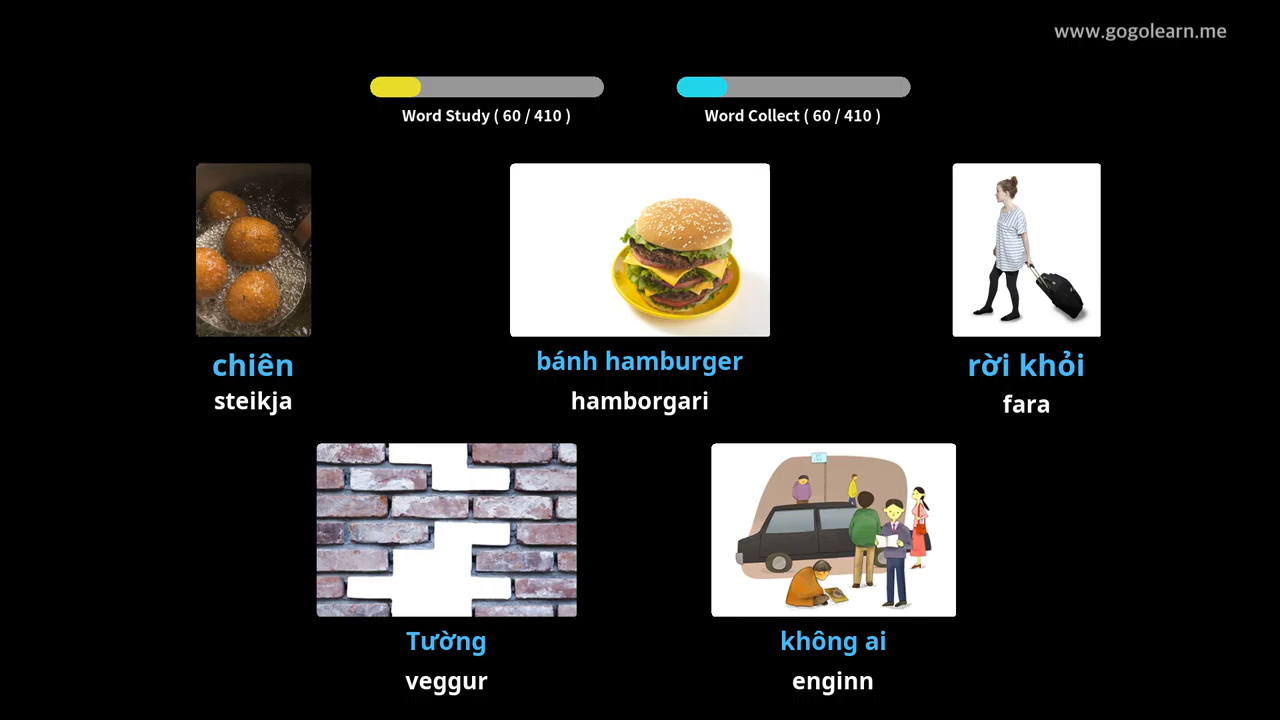 www.gogolearn.me
Word Study ( 60 / 410 )
Word Collect ( 60 / 410 )
chiên
steikja
bánh hamburger
hamborgari
rời khỏi
fara
Tường
veggur
không ai
enginn